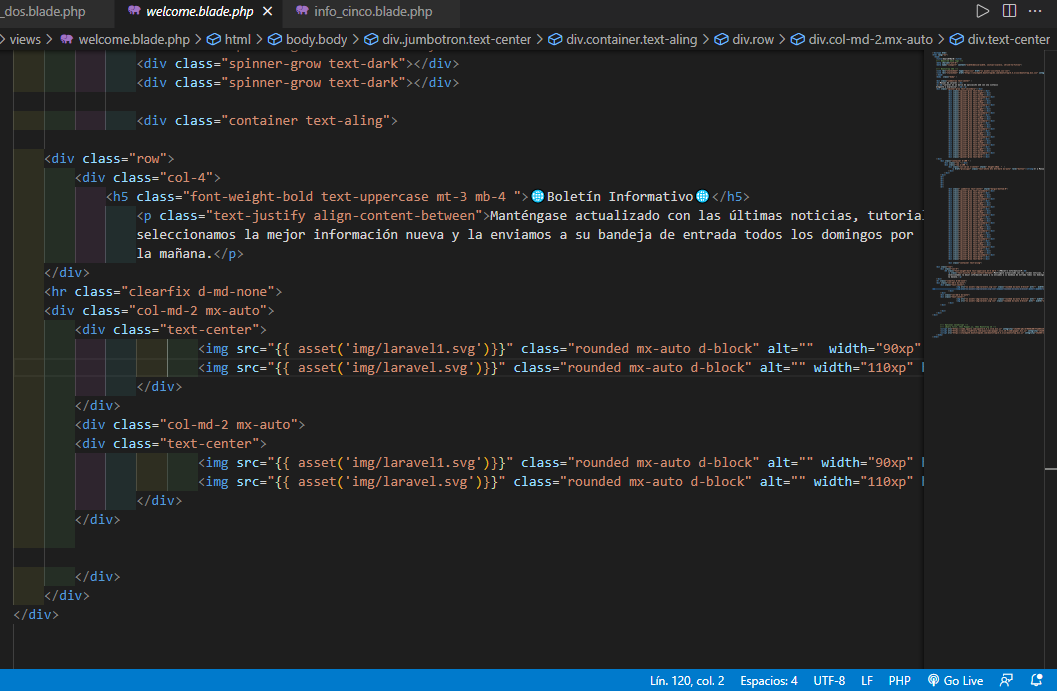 _dos.blade.php welcome.blade.php × info_cinco.blade.php
> views > welcome.blade.php > html > body.body > div.jumbotron.text-center > div.container.text-aling > div.row > div.col-md-2.mx-auto > div.text-center
<div class="spinner-grow text-dark"></div>
<div class="spinner-grow text-dark"></div>
<div class="container text-aling">
<div class="row">
<div class="col-4">
<h5 class="font-weight-bold text-uppercase mt-3 mb-4 ">🌐Boletín Informativo🌐</h5>
<p class="text-justify align-content-between">Manténgase actualizado con las últimas noticias, tutorial
seleccionamos la mejor información nueva y la enviamos a su bandeja de entrada todos los domingos por
la mañana.</p>
</div>
<hr class="clearfix d-md-none">
<div class="col-md-2 mx-auto">
<div class="text-center">
<img src="{{ asset('img/laravel1.svg')}}" class="rounded mx-auto d-block" alt=""  width="90xp"
<img src="{{ asset('img/laravel.svg')}}" class="rounded mx-auto d-block" alt="" width="110xp" h
</div>
</div>
<div class="col-md-2 mx-auto">
<div class="text-center">
<img src="{{ asset('img/laravel1.svg')}}" class="rounded mx-auto d-block" alt="" width="90xp" h
<img src="{{ asset('img/laravel.svg')}}" class="rounded mx-auto d-block" alt="" width="110xp" h
</div>
</div>
</div>
</div>
</div>
Lín. 120, col. 2 Espacios: 4 UTF-8 LF PHP Go Live